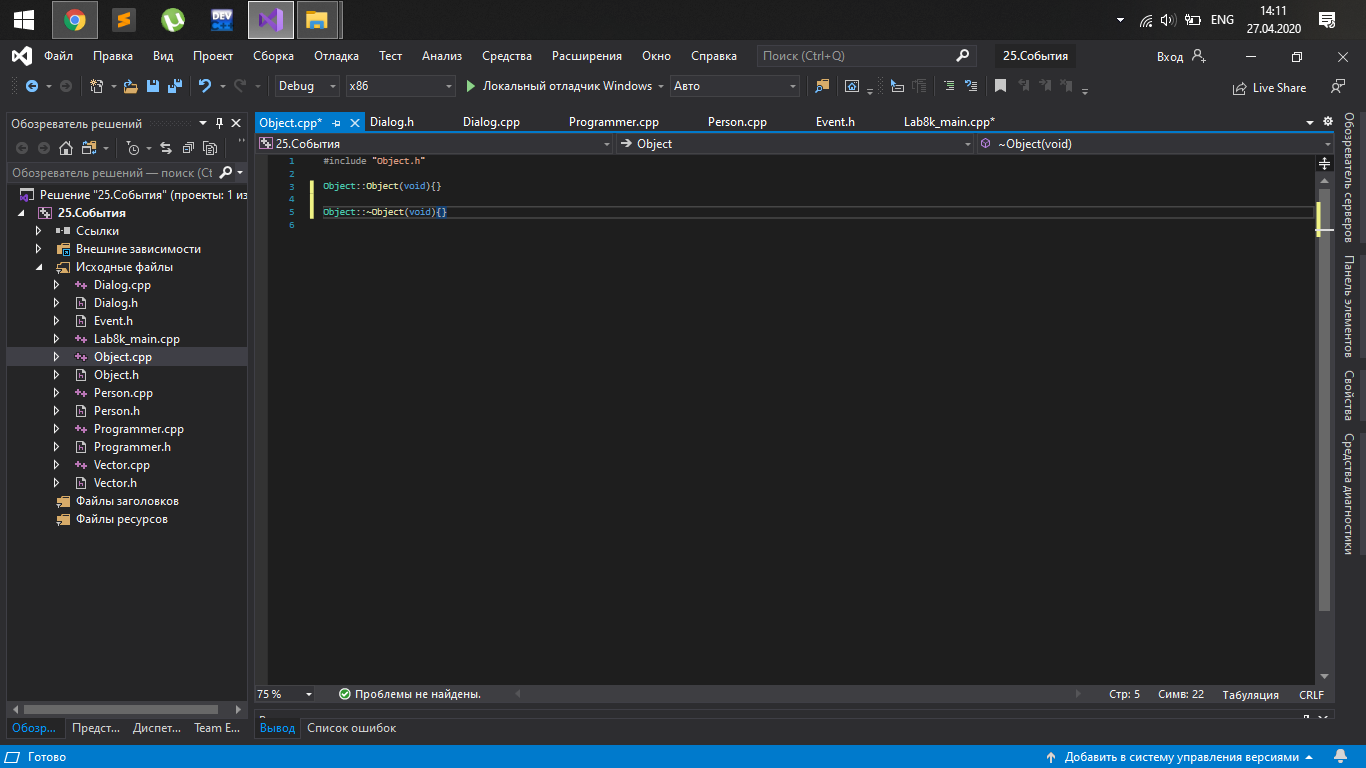 DEV
C++
ENG
14:11
27.04.2020
Файл Правка Вид Проект Сборка Отладка Тест Анализ Средства Расширения Окно Справка Поиск (Ctrl+Q) 25.События Вход
Debug x86 Локальный отладчик Windows Авто Live Share
Обозреватель решений
Обозреватель решений — поиск (Ct
Решение "25.События" (проекты: 1 из
25.События
Ссылки
Внешние зависимости
Исходные файлы
Dialog.cpp
Dialog.h
Event.h
Lab8k_main.cpp
Object.cpp
Object.h
Person.cpp
Person.h
Programmer.cpp
Programmer.h
Vector.cpp
Vector.h
Файлы заголовков
Файлы ресурсов
Обозр... Предст... Диспет... Team E...
Object.cpp* Dialog.h Dialog.cpp Programmer.cpp Person.cpp Event.h Lab8k_main.cpp*
25.События Object ~Object(void)
1 #include "Object.h"
2
3 Object::Object(void){}
4
5 Object::~Object(void){}
6
75 % Проблемы не найдены. Стр: 5 Симв: 22 Табуляция CRLF
Вывод Список ошибок
Обозреватель серверов
Панель элементов
Свойства
Средства диагностики
Готово Добавить в систему управления версиями